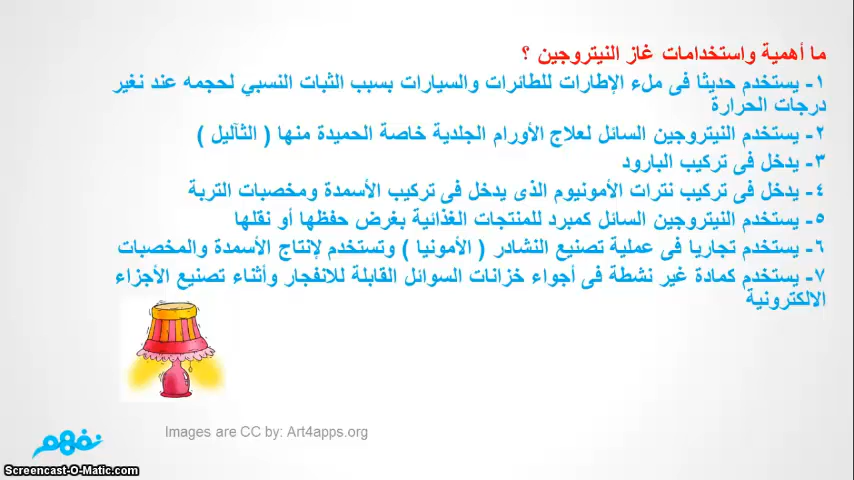 ما أهمية واستخدامات غاز النيتروجين ؟
١- يستخدم حديثا فى ملء الإطارات للطائرات والسيارات بسبب الثبات النسبي لحجمه عند تغير
درجات الحرارة
٢- يستخدم النيتروجين السائل لعلاج الأورام الجلدية خاصة الحميدة منها ( الثآليل )
٣- يدخل فى تركيب البارود
٤- يدخل فى تركيب نترات الأمونيوم الذى يدخل فى تركيب الأسمدة ومخصبات التربة
٥- يستخدم النيتروجين السائل كمبرد للمنتجات الغذائية بغرض حفظها أو نقلها
٦- يستخدم تجاريا فى عملية تصنيع النشادر ( الأمونيا ) وتستخدم لإنتاج الأسمدة والمخصبات
٧- يستخدم كمادة غير نشطة فى أجواء خزانات السوائل القابلة للانفجار وأثناء تصنيع الأجزاء
الالكترونية
Images are CC by: Art4apps.org
نفهم
Screencast-O-Matic.com